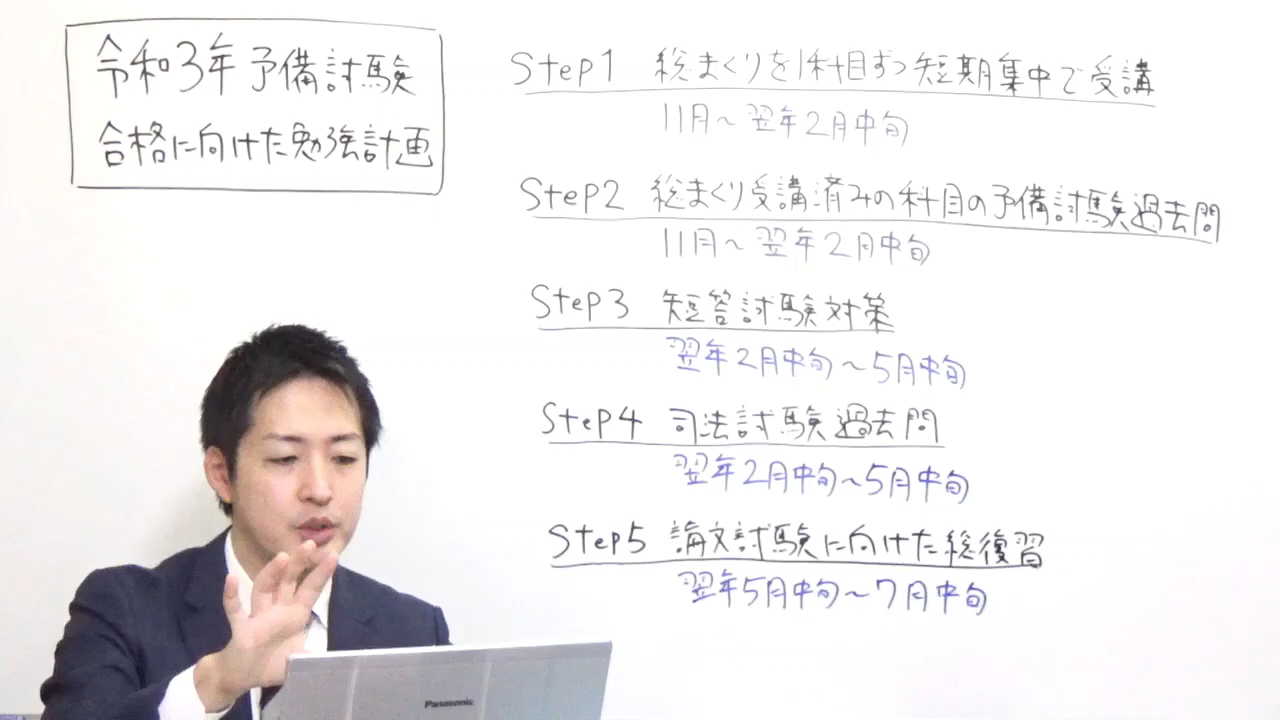 令和3年予備試験
合格に向けた勉強計画
Step1 総まくりを1科目ずつ短期集中で受講
11月~翌年2月中旬
Step2 総まくり受講済みの科目の予備試験過去問
11月~翌年2月中旬
Step3 短答試験対策
翌年2月中旬~5月中旬
Step4 司法試験過去問
翌年2月中旬~5月中旬
Step5 論文試験に向けた総復習
翌年5月中旬~7月中旬
Panasonic